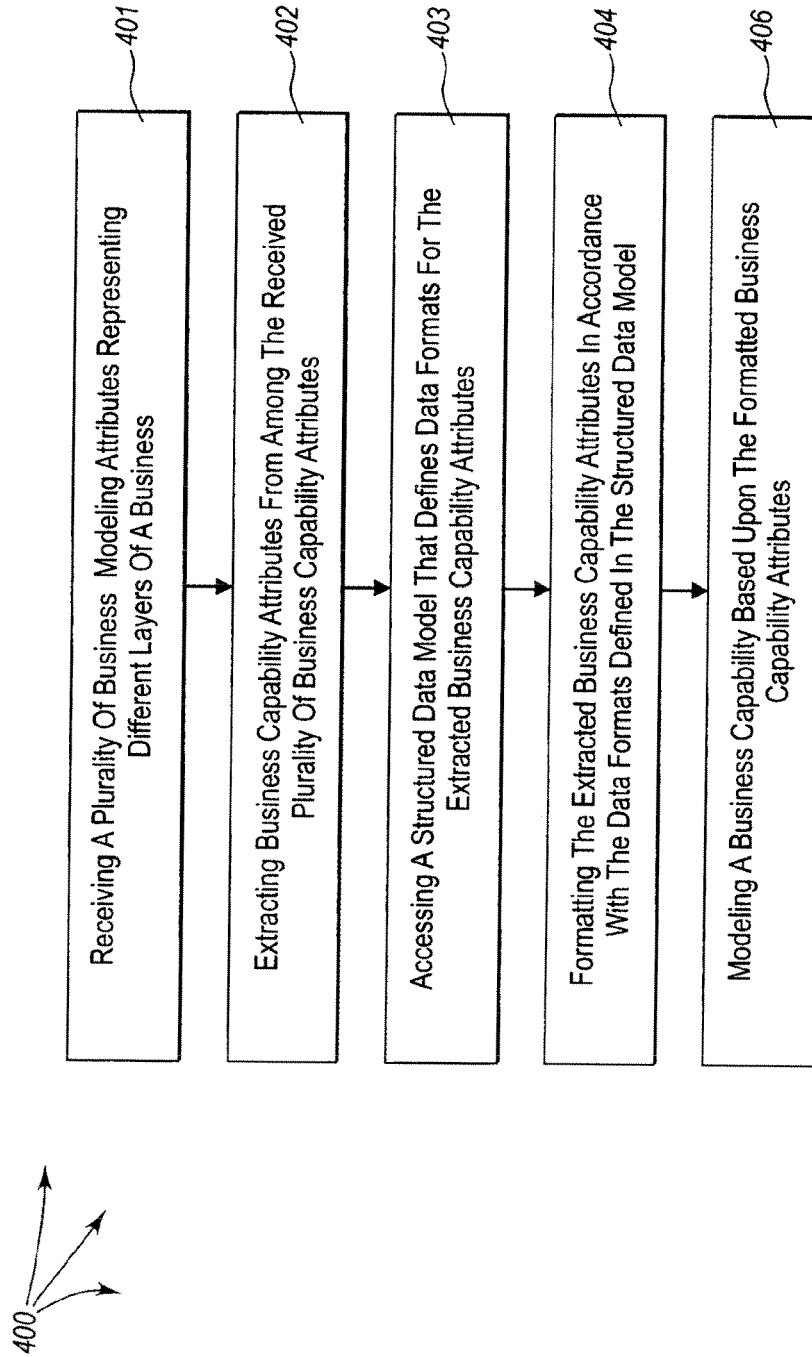 400
Receiving A Plurality Of Business Modeling Attributes Representing
Different Layers Of A Business
401
Extracting Business Capability Attributes From Among The Received
Plurality Of Business Capability Attributes
402
Accessing A Structured Data Model That Defines Data Formats For The
Extracted Business Capability Attributes
403
Formatting The Extracted Business Capability Attributes In Accordance
With The Data Formats Defined In The Structured Data Model
404
Modeling A Business Capability Based Upon The Formatted Business
Capability Attributes
406